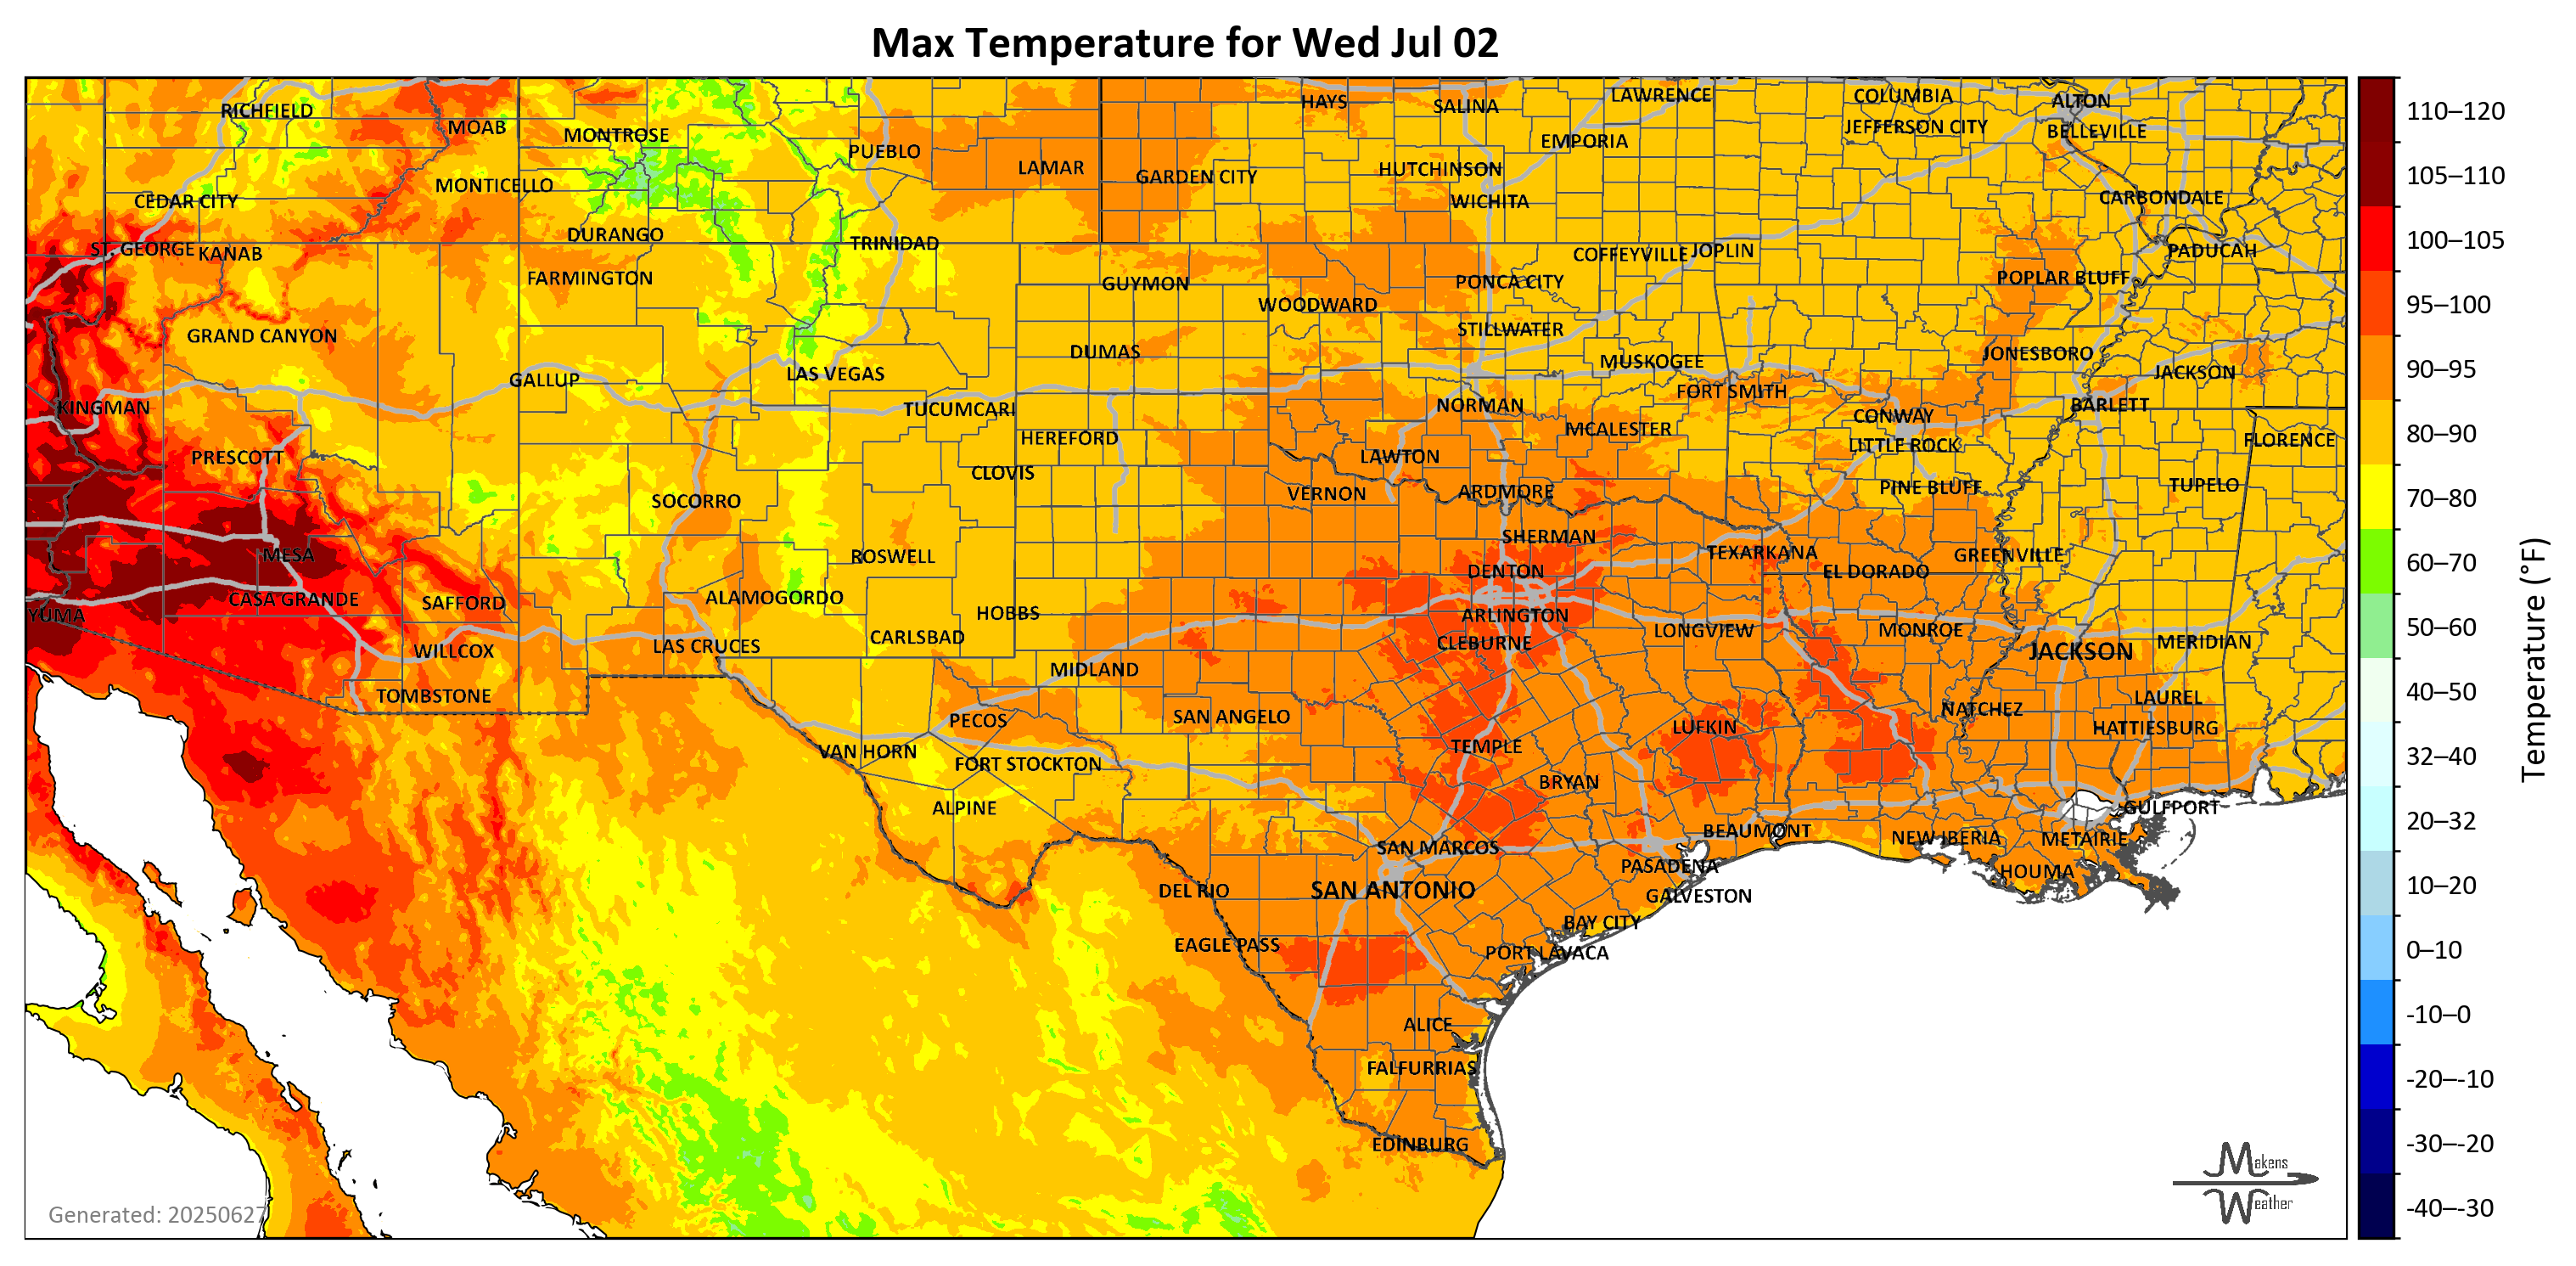 Max Temperature for Wed Jul 02
RICHFIELD
MOAB
MONTROSE
PUEBLO
LAMAR
HAYS
SALINA
LAWRENCE
COLUMBIA
ALTON
JEFFERSON CITY
BELLEVILLE
EMPORIA
GARDEN CITY
HUTCHINSON
WICHITA
CARBONDALE
MONTICELLO
CEDAR CITY
DURANGO
TRINIDAD
ST. GEORGE
KANAB
COFFEYVILLE
JOPLIN
PADUCAH
FARMINGTON
GUYMON
WOODWARD
PONCA CITY
POPLAR BLUFF
GRAND CANYON
STILLWATER
DUMAS
MUSKOGEE
JONESBORO
JACKSON
GALLUP
LAS VEGAS
FORT SMITH
KINGMAN
TUCUMCARI
NORMAN
CONWAY
BARLETT
HEREFORD
MCALESTER
LITTLE ROCK
FLORENCE
PRESCOTT
LAWTON
CLOVIS
SOCORRO
VERNON
ARDMORE
PINE BLUFF
TUPELO
SHERMAN
MESA
ROSWELL
TEXARKANA
GREENVILLE
DENTON
EL DORADO
CASA GRANDE
SAFFORD
ALAMOGORDO
HOBBS
ARLINGTON
YUMA
LAS CRUCES
CARLSBAD
CLEBURNE
LONGVIEW
MONROE
JACKSON
MERIDIAN
WILLCOX
MIDLAND
TOMBSTONE
PECOS
SAN ANGELO
LUFKIN
NATCHEZ
LAUREL
HATTIESBURG
VAN HORN
FORT STOCKTON
TEMPLE
BRYAN
ALPINE
GULFPORT
BEAUMONT
NEW IBERIA
METAIRIE
SAN MARCOS
PASADENA
HOUMA
DEL RIO
SAN ANTONIO
GALVESTON
BAY CITY
EAGLE PASS
PORT LAVACA
ALICE
FALFURRIAS
EDINBURG
Generated: 20250627
Makens
Weather
110–120
105–110
100–105
95–100
90–95
80–90
70–80
60–70
50–60
40–50
32–40
20–32
10–20
0–10
-10–0
-20–-10
-30–-20
-40–-30
Temperature (°F)